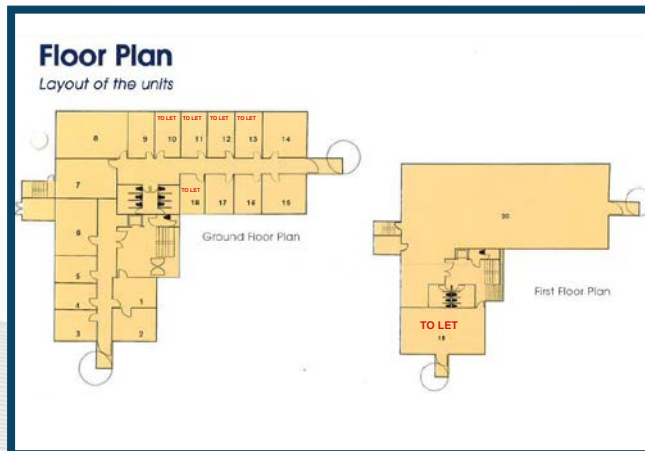 Floor Plan
Layout of the units
TO LET TO LET TO LET TO LET
8 9 10 11 12 13 14
7
TO LET
18 17 16 15
6
Ground Floor Plan
5
1
4
3 2
20
First Floor Plan
TO LET
19